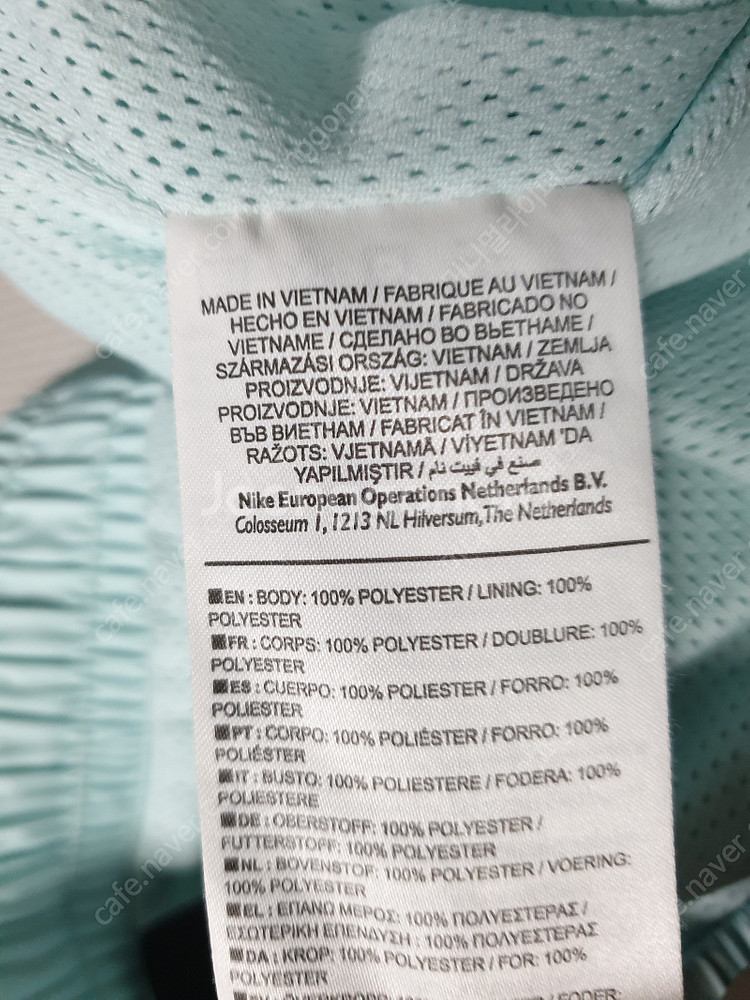 MADE IN VIETNAM / FABRIQUE AU VIETNAM /
HECHO EN VIETNAM / FABRICADO NO
VIETNAME / СДЕЛАНО ВО ВЬЕТНАМЕ /
SZÁRMAZÁSI ORSZÁG: VIETNAM / ZEMLJA
PROIZVODNJE: VIJETNAM / DRŽAVA
PROIZVODNJE: VIETNAM / ПРОИЗВЕДЕНО
ВЪВ ВИЕТНАМ / FABRICAT ÎN VIETNAM /
RAŽOTS: VJETNAMĀ / VİYETNAM 'DA
YAPILMIŞTIR / صنع في فييت نام
Nike European Operations Netherlands B.V.
Colosseum 1, 1213 NL Hilversum, The Netherlands
EN : BODY: 100% POLYESTER / LINING: 100%
POLYESTER
FR : CORPS: 100% POLYESTER / DOUBLURE: 100%
POLYESTER
ES : CUERPO: 100% POLIESTER / FORRO: 100%
POLIESTER
PT : CORPO: 100% POLIÉSTER / FORRO: 100%
POLIÉSTER
IT : BUSTO: 100% POLIESTERE / FODERA: 100%
POLIESTERE
DE : OBERSTOFF: 100% POLYESTER /
FUTTERSTOFF: 100% POLYESTER
NL : BOVENSTOF: 100% POLYESTER / VOERING:
100% POLYESTER
EL : ΕΠΑΝΩ ΜΕΡΟΣ: 100% ΠΟΛΥΕΣΤΕΡΑΣ /
ΕΣΩΤΕΡΙΚΗ ΕΠΕΝΔΥΣΗ : 100% ΠΟΛΥΕΣΤΕΡΑΣ
DA : KROP: 100% POLYESTER / FOR: 100%
POLYESTER
cafe.naver